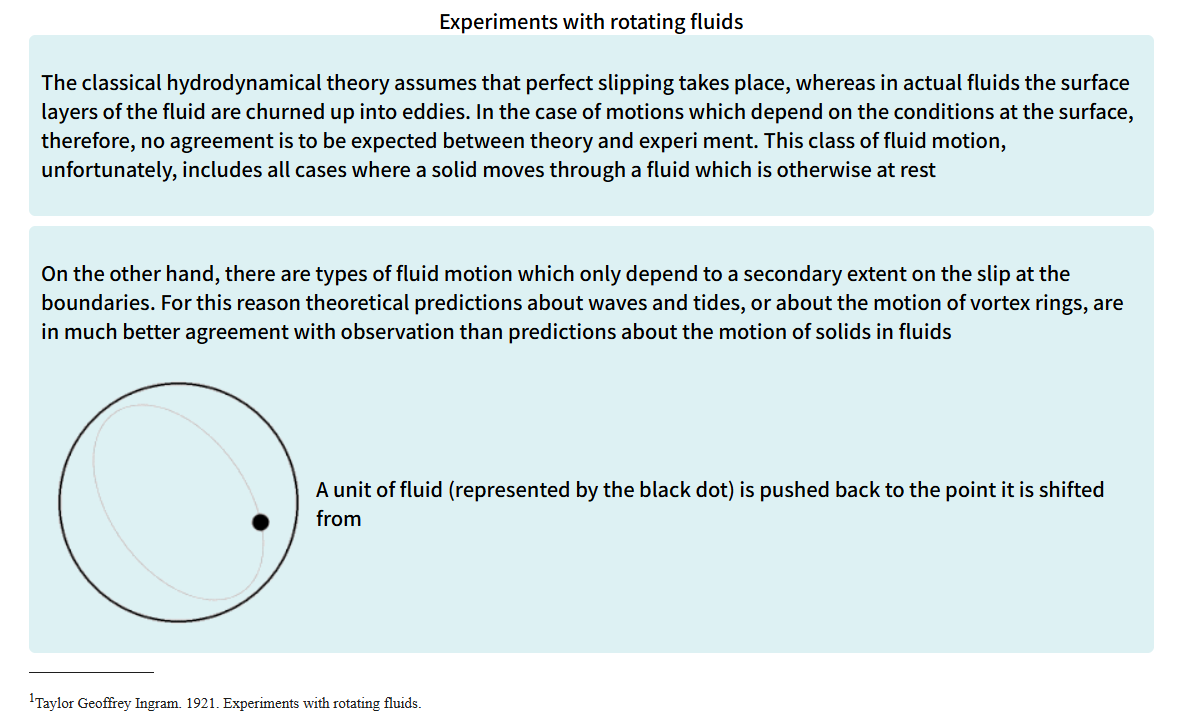 Experiments with rotating fluids
The classical hydrodynamical theory assumes that perfect slipping takes place, whereas in actual fluids the surface
layers of the fluid are churned up into eddies. In the case of motions which depend on the conditions at the surface,
therefore, no agreement is to be expected between theory and experi ment. This class of fluid motion,
unfortunately, includes all cases where a solid moves through a fluid which is otherwise at rest
On the other hand, there are types of fluid motion which only depend to a secondary extent on the slip at the
boundaries. For this reason theoretical predictions about waves and tides, or about the motion of vortex rings, are
in much better agreement with observation than predictions about the motion of solids in fluids
A unit of fluid (represented by the black dot) is pushed back to the point it is shifted
from
1Taylor Geoffrey Ingram. 1921. Experiments with rotating fluids.